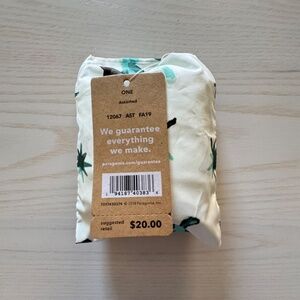 ONE
Assorted
12067 AST FA19
We guarantee
everything
we make.
patagonia.com/guarantee
suggested
retail
$20.00